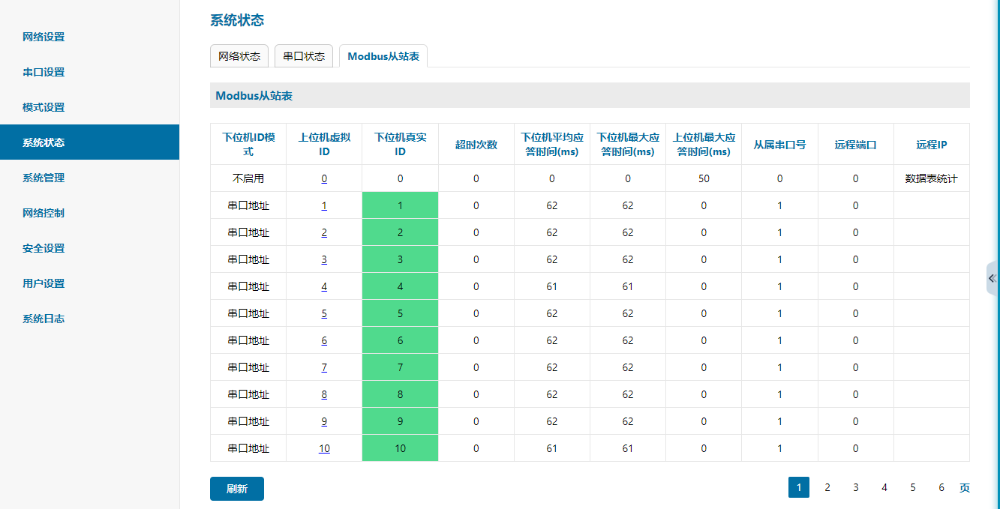 网络设置
串口设置
模式设置
系统状态
系统管理
网络控制
安全设置
用户设置
系统日志
系统状态
网络状态 串口状态 Modbus从站表
Modbus从站表
下位机ID模式 上位机虚拟ID 下位机真实ID 超时次数 下位机平均应答时间(ms) 下位机最大应答时间(ms) 上位机最大应答时间(ms) 从属串口号 远程端口 远程IP
不启用 0 0 0 0 0 50 0 0 数据表统计
串口地址 1 1 0 62 62 0 1 0
串口地址 2 2 0 62 62 0 1 0
串口地址 3 3 0 62 62 0 1 0
串口地址 4 4 0 61 61 0 1 0
串口地址 5 5 0 62 62 0 1 0
串口地址 6 6 0 62 62 0 1 0
串口地址 7 7 0 62 62 0 1 0
串口地址 8 8 0 62 62 0 1 0
串口地址 9 9 0 62 62 0 1 0
串口地址 10 10 0 61 61 0 1 0
刷新 1 2 3 4 5 6 页